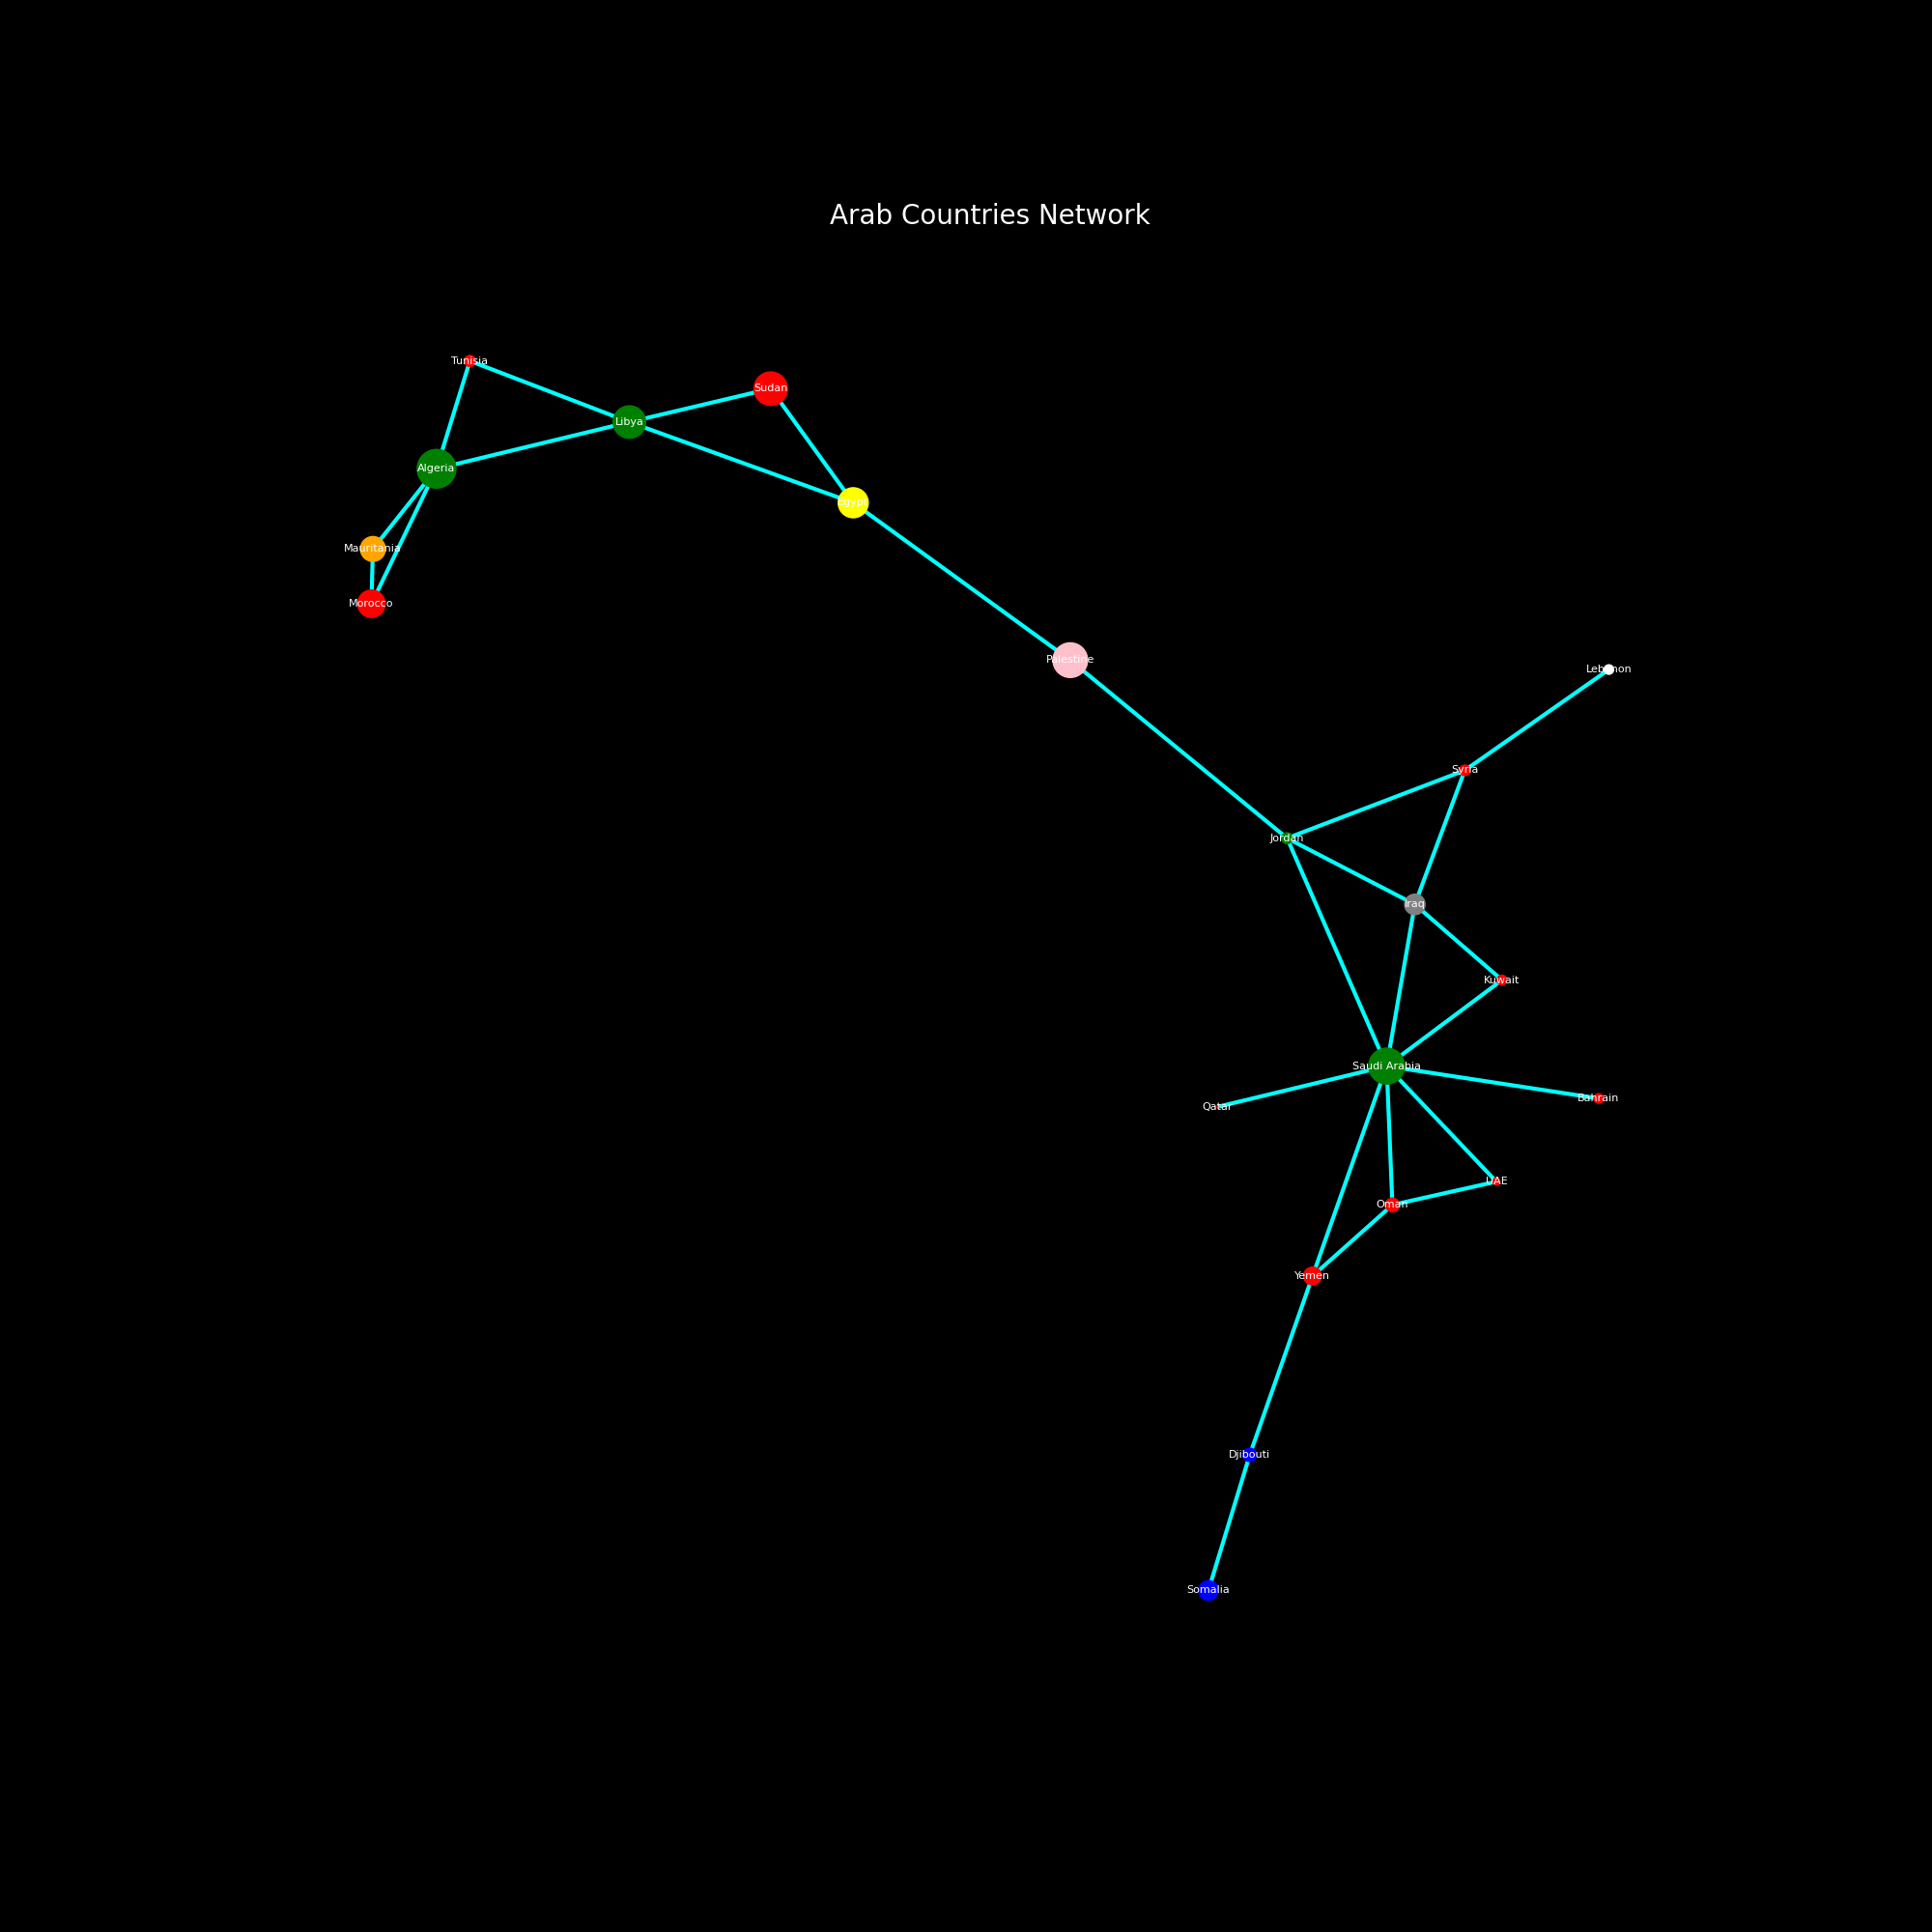 Arab Countries Network
Tunisia
Sudan
Libya
Algeria
Egypt
Mauritania
Morocco
Palestine
Lebanon
Syria
Jordan
Iraq
Kuwait
Saudi Arabia
Bahrain
Qatar
UAE
Oman
Yemen
Djibouti
Somalia